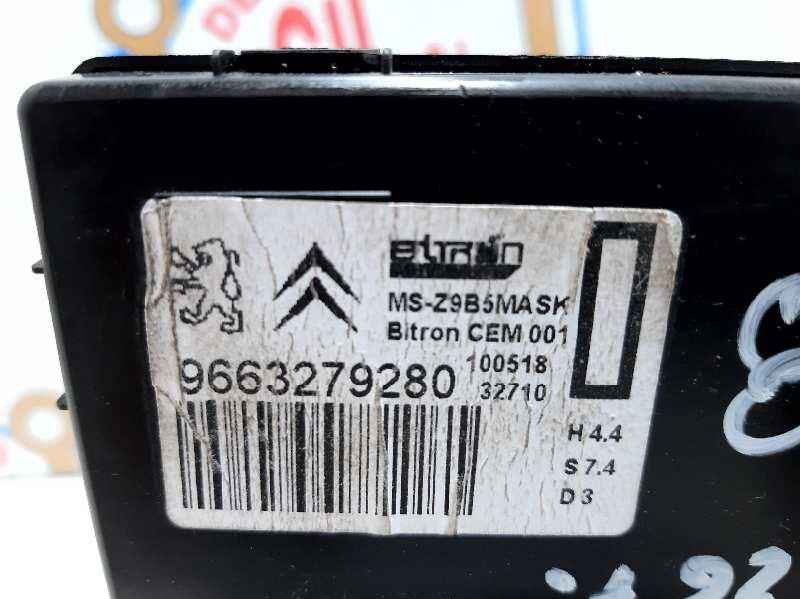 Bitron
MS-Z9B5MASK
Bitron CEM 001
9663279280
100518
32710
H 4.4
S 7.4
D 3